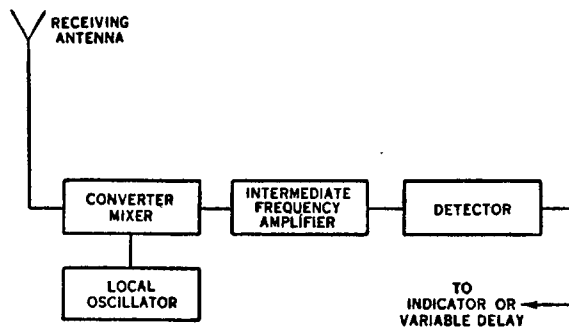 RECEIVING
ANTENNA
CONVERTER
MIXER
INTERMEDIATE
FREQUENCY
AMPLIFIER
DETECTOR
LOCAL
OSCILLATOR
TO
INDICATOR OR
VARIABLE DELAY